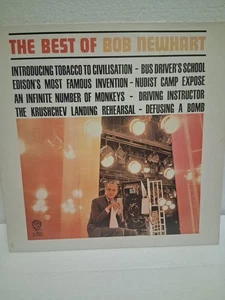 THE BEST OF BOB NEWHART
INTRODUCING TOBACCO TO CIVILISATION - BUS DRIVER'S SCHOOL
EDISON'S MOST FAMOUS INVENTION - NUDIST CAMP EXPOSE
AN INFINITE NUMBER OF MONKEYS - DRIVING INSTRUCTOR
THE KRUSHCHEV LANDING REHEARSAL - DEFUSING A BOMB